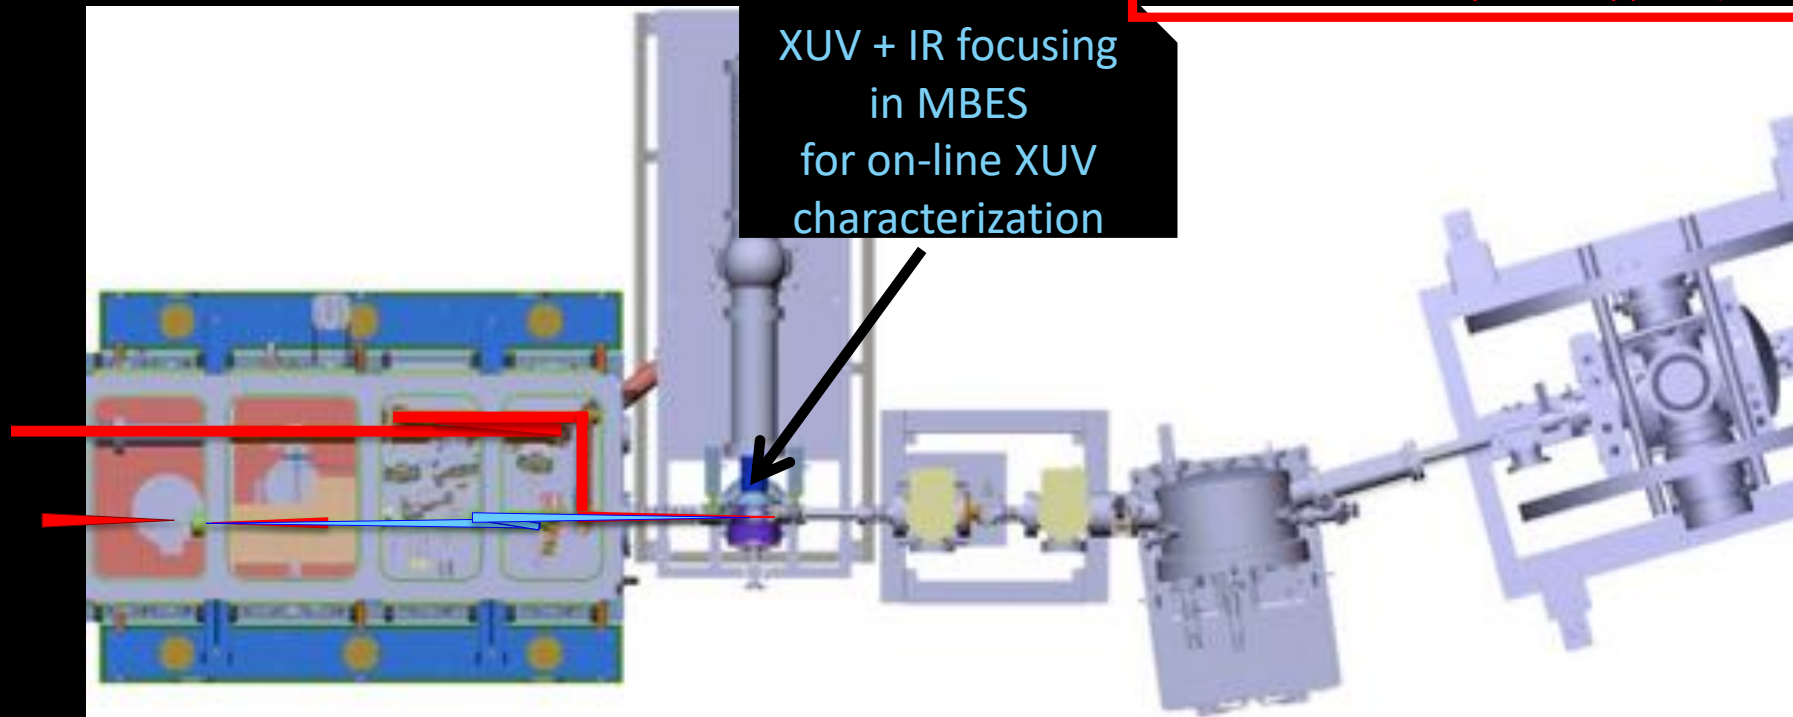 XUV + IR focusing
in MBES
for on-line XUV
characterization